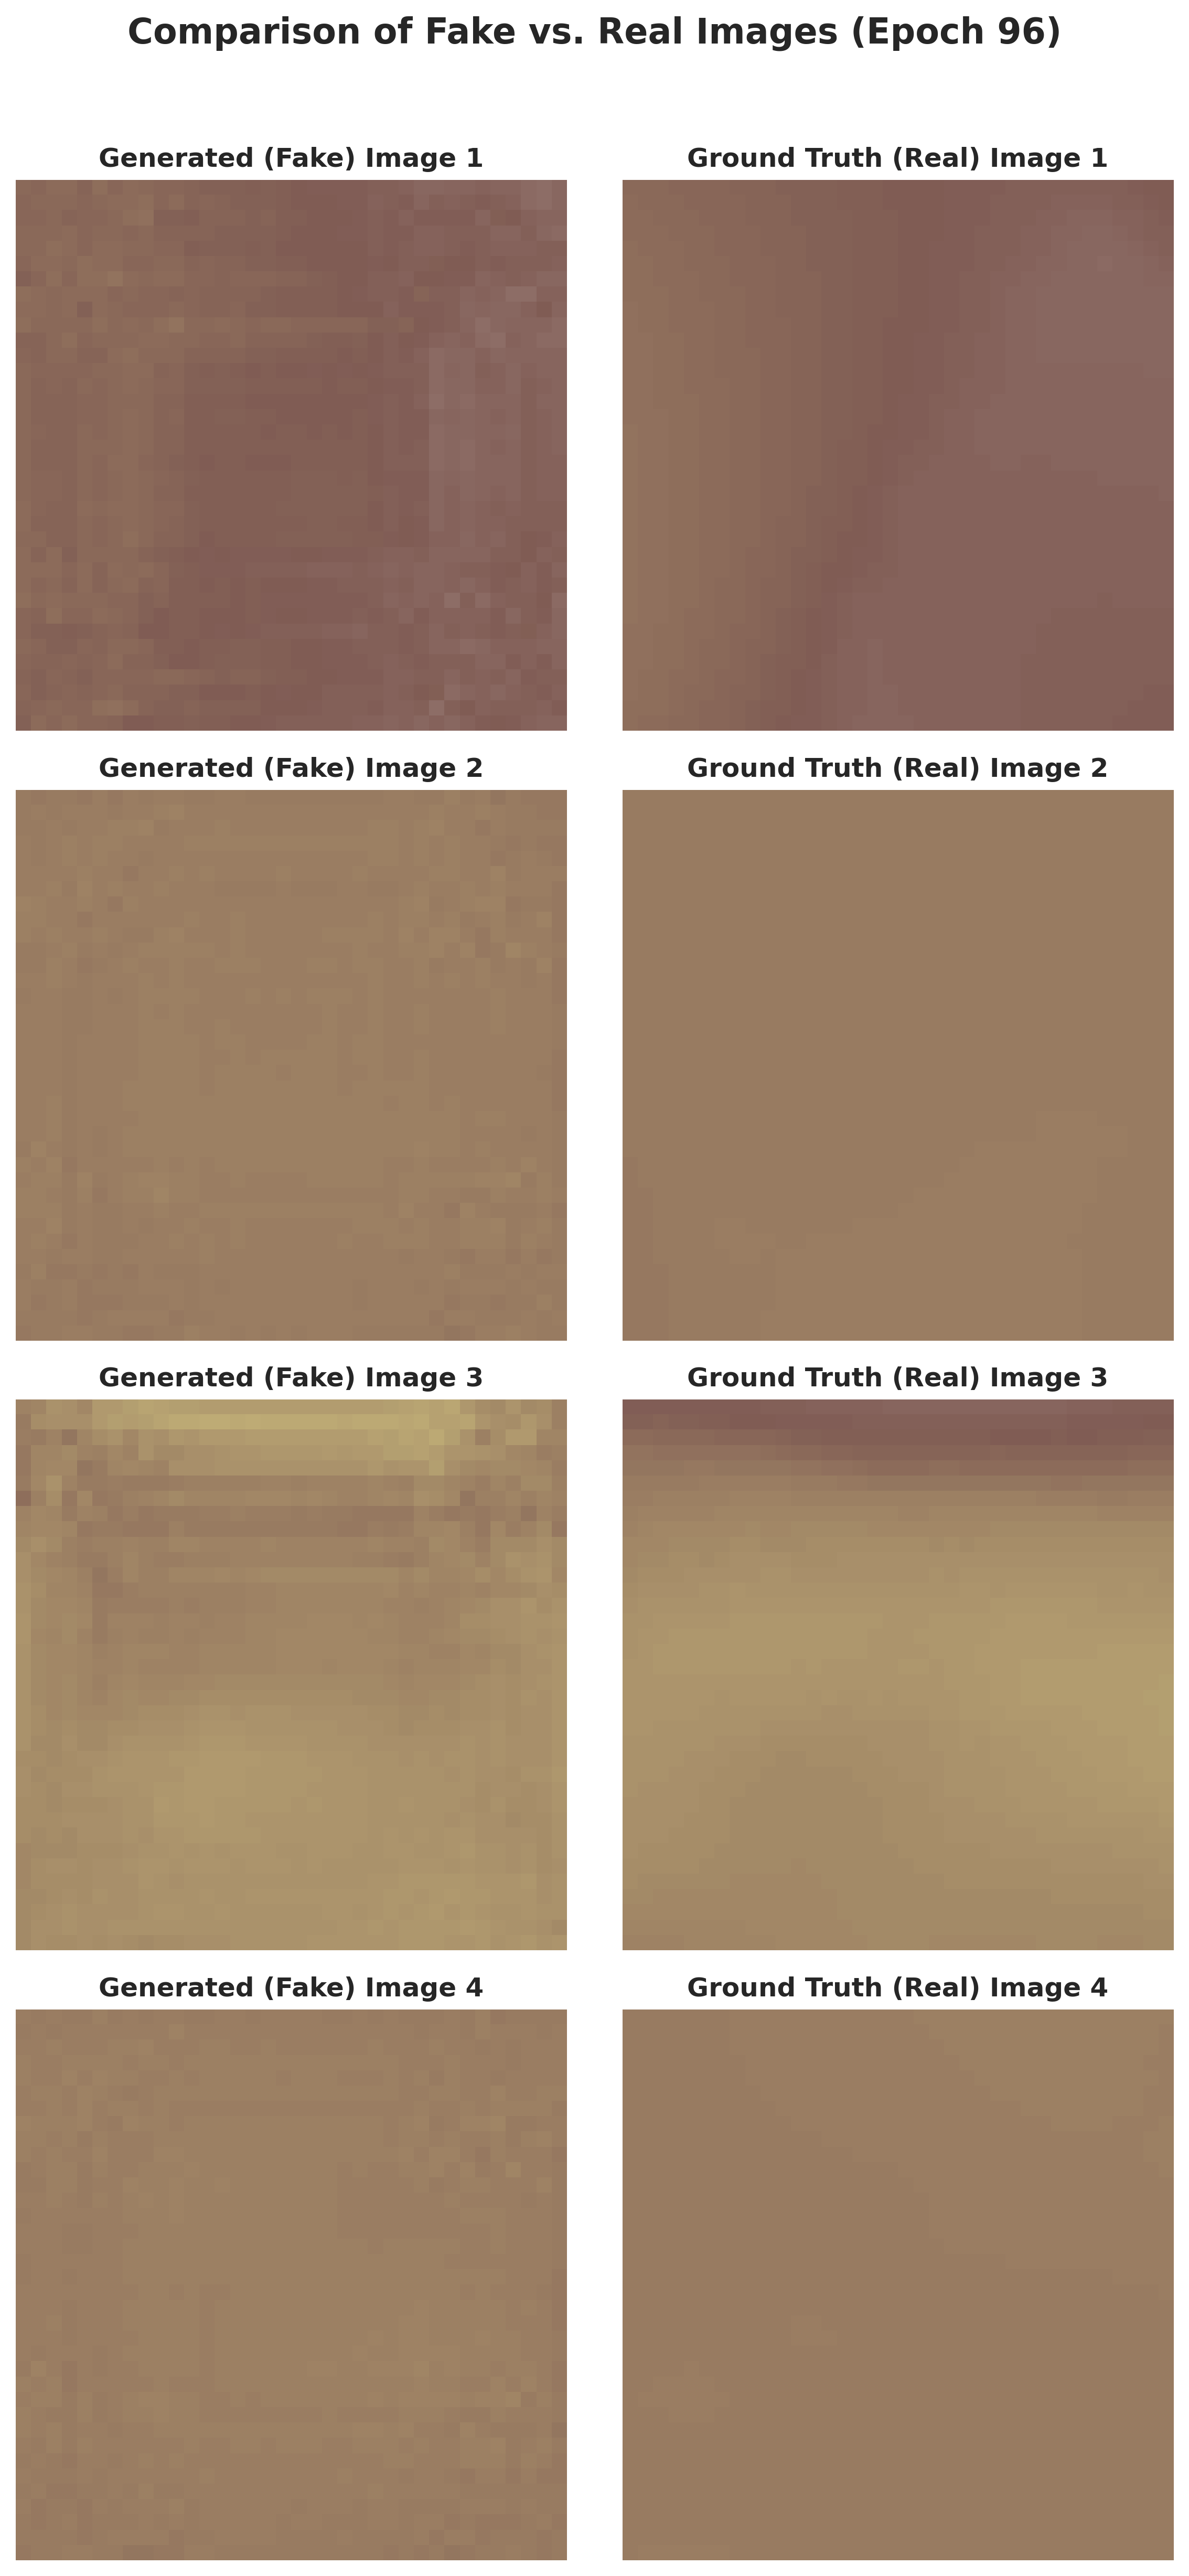 Comparison of Fake vs. Real Images (Epoch 96)
Generated (Fake) Image 1
Ground Truth (Real) Image 1
Generated (Fake) Image 2
Ground Truth (Real) Image 2
Generated (Fake) Image 3
Ground Truth (Real) Image 3
Generated (Fake) Image 4
Ground Truth (Real) Image 4